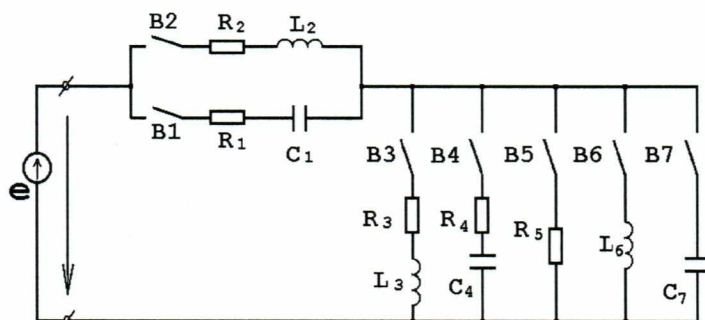 B2 R₂ L₂
B1 R₁ C₁
e
B3 B4 B5 B6 B7
R₃ R₄ R₅ L₆
L₃ C₄ C₇